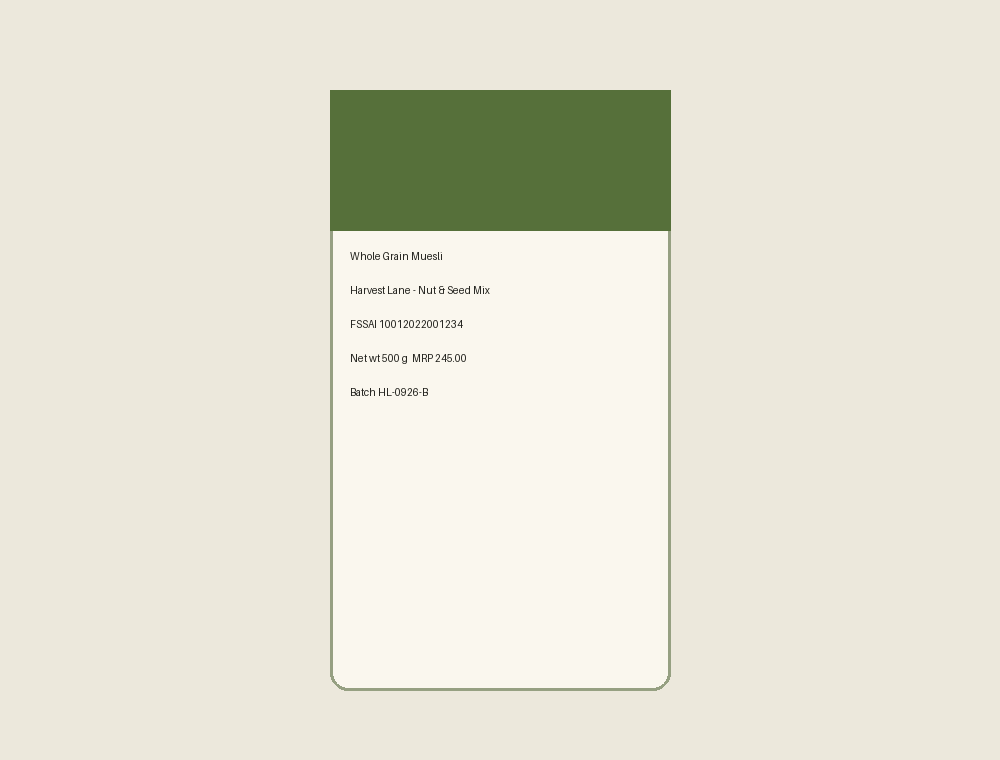 Whole Grain Muesli
Harvest Lane - Nut & Seed Mix
FSSAI 10012022001234
Net wt 500 g  MRP 245.00
Batch HL-0926-B